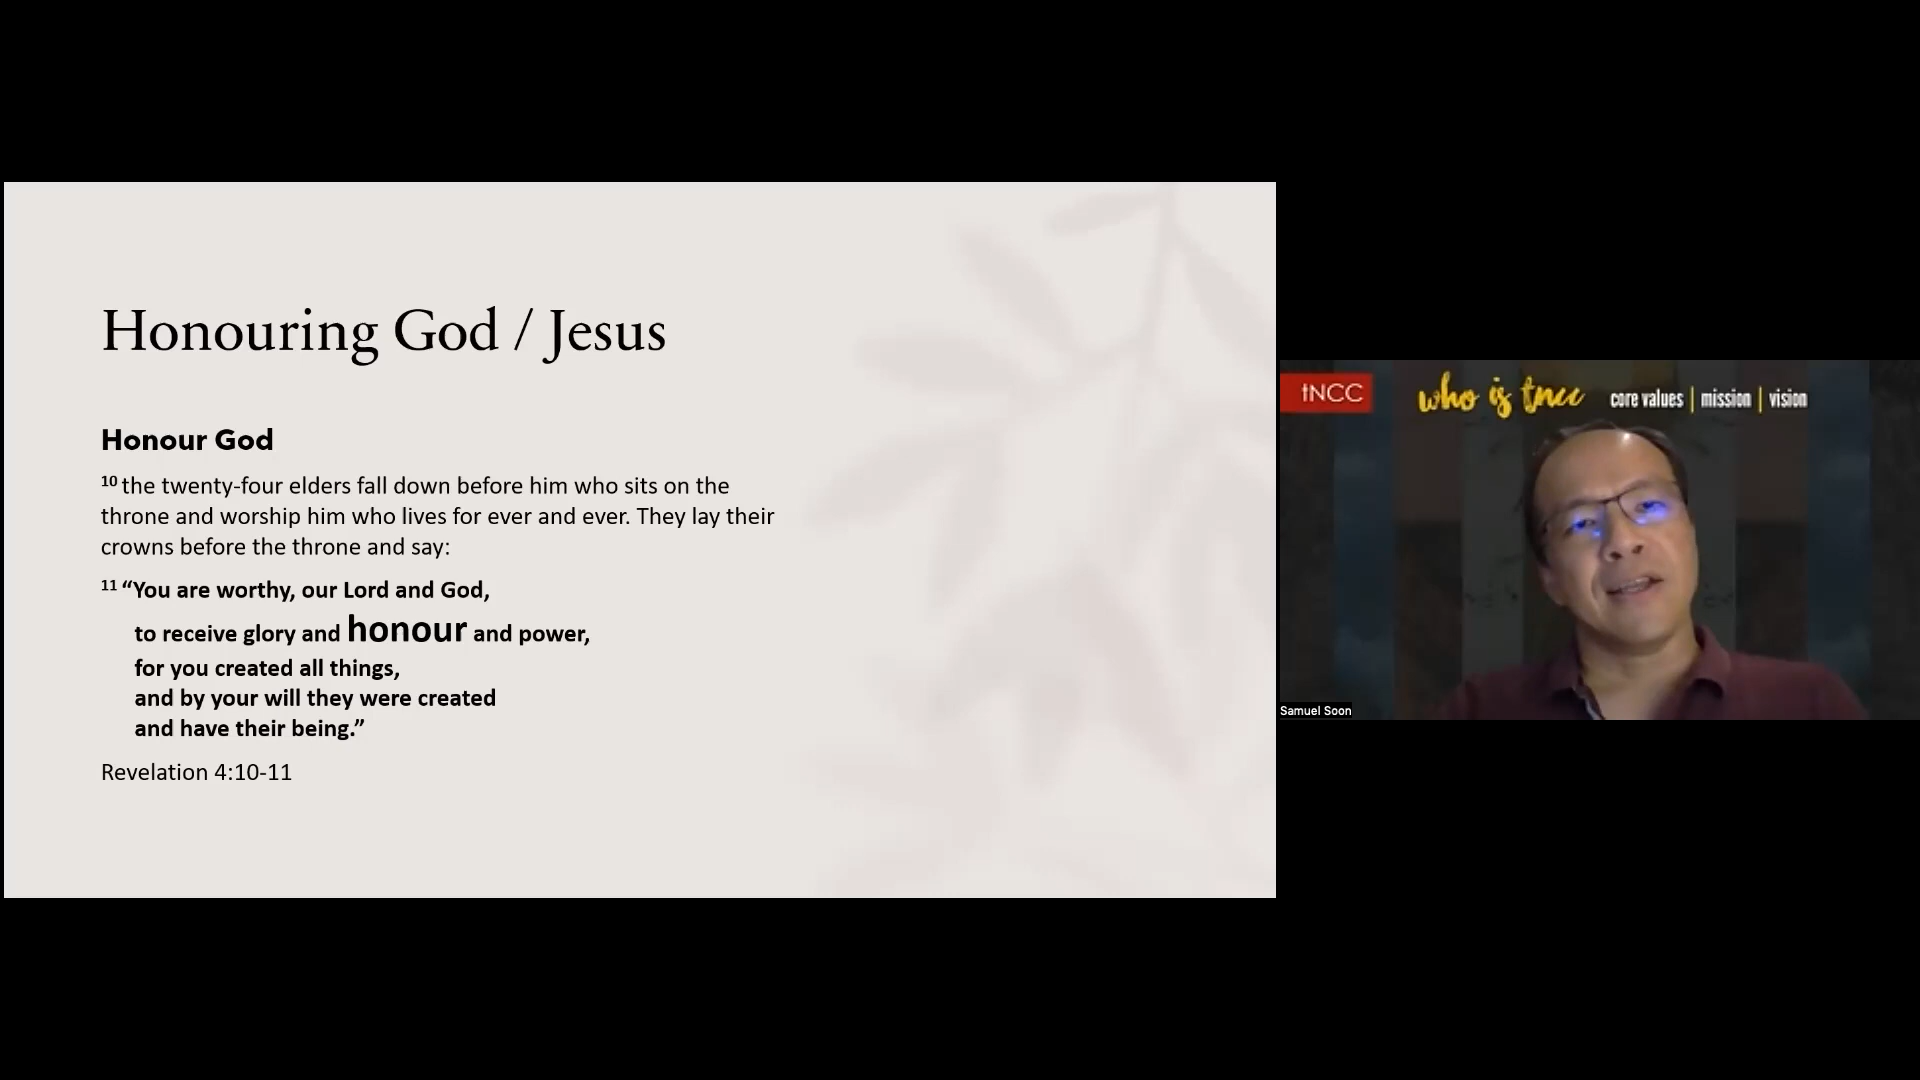 Honouring God / Jesus
Honour God
10 the twenty-four elders fall down before him who sits on the
throne and worship him who lives for ever and ever. They lay their
crowns before the throne and say:
11 “You are worthy, our Lord and God,
to receive glory and honour and power,
for you created all things,
and by your will they were created
and have their being.”
Revelation 4:10-11
tNCC
who is tncc
core values | mission | vision
Samuel Soon